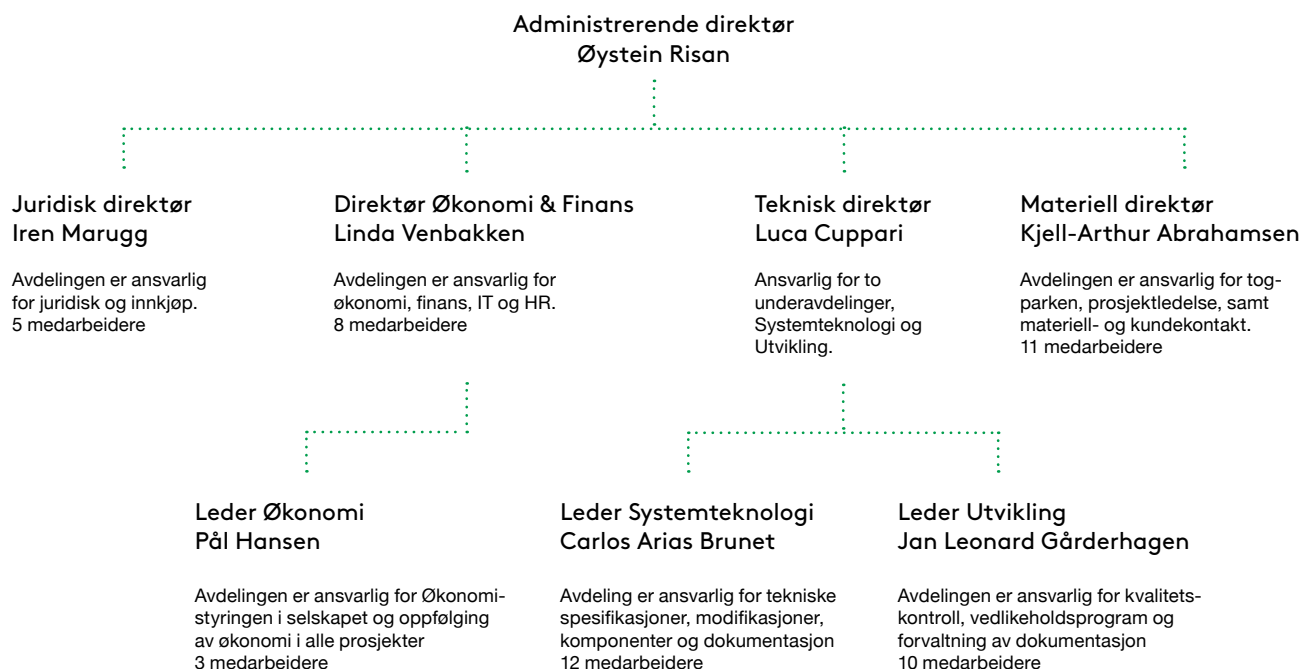 Administrerende direktør
Øystein Risan
Juridisk direktør
Iren Marugg
Avdelingen er ansvarlig
for juridisk og innkjøp.
5 medarbeidere
Direktør Økonomi & Finans
Linda Venbakken
Avdelingen er ansvarlig for
økonomi, finans, IT og HR.
8 medarbeidere
Teknisk direktør
Luca Cuppari
Ansvarlig for to
underavdelinger,
Systemteknologi og
Utvikling.
Materiell direktør
Kjell-Arthur Abrahamsen
Avdelingen er ansvarlig for tog-
parken, prosjektledelse, samt
materiell- og kundekontakt.
11 medarbeidere
Leder Økonomi
Pål Hansen
Avdelingen er ansvarlig for Økonomi-
styringen i selskapet og oppfølging
av økonomi i alle prosjekter
3 medarbeidere
Leder Systemteknologi
Carlos Arias Brunet
Avdeling er ansvarlig for tekniske
spesifikasjoner, modifikasjoner,
komponenter og dokumentasjon
12 medarbeidere
Leder Utvikling
Jan Leonard Gårderhagen
Avdelingen er ansvarlig for kvalitets-
kontroll, vedlikeholdsprogram og
forvaltning av dokumentasjon
10 medarbeidere